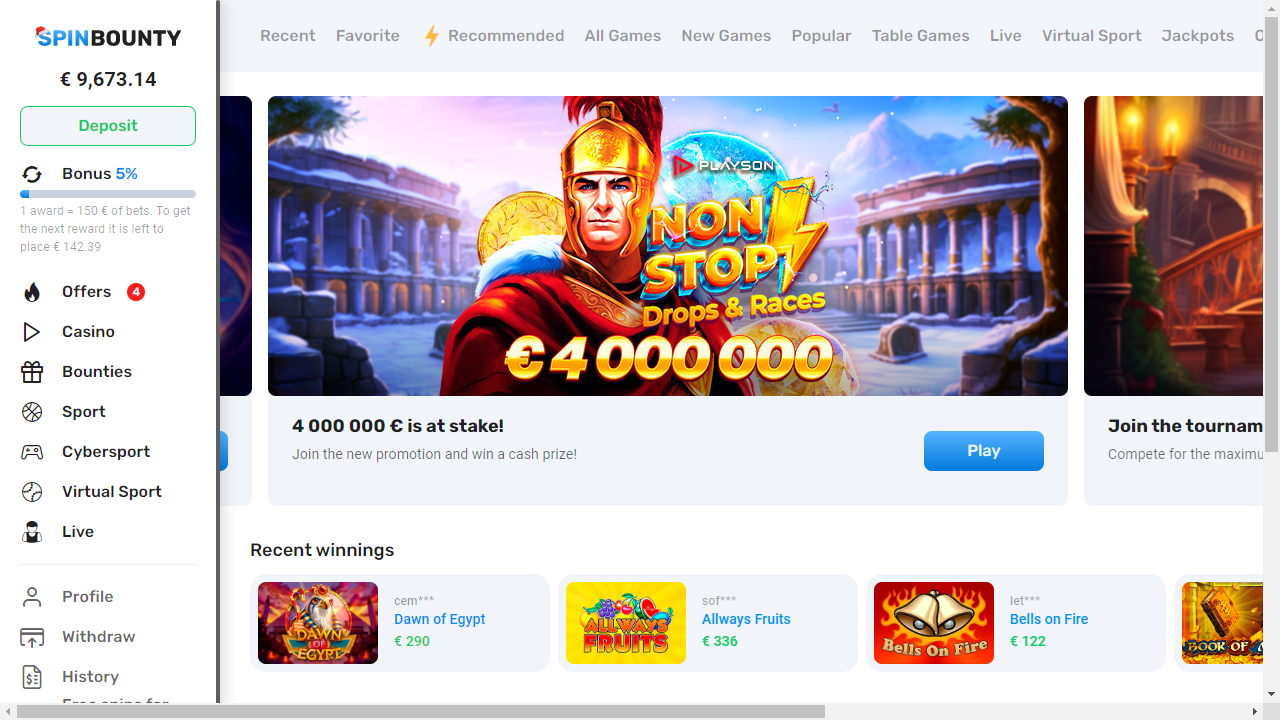 SPINBOUNTY
€ 9,673.14
Deposit
Bonus 5%
1 award = 150 € of bets. To get
the next reward it is left to
place € 142.39
Offers 4
Casino
Bounties
Sport
Cybersport
Virtual Sport
Live
Profile
Withdraw
History
Free spins for
Recent Favorite Recommended All Games New Games Popular Table Games Live Virtual Sport Jackpots
PLAYSON
NON
STOP
Drops & Races
€ 4 000 000
4 000 000 € is at stake!
Join the new promotion and win a cash prize!
Play
Join the tournam
Compete for the maximu
Recent winnings
DAWN
OF
EGYPT
cem***
Dawn of Egypt
€ 290
ALLWAYS
FRUITS
sof***
Allways Fruits
€ 336
Bells On Fire
let***
Bells on Fire
€ 122
BOOK OF